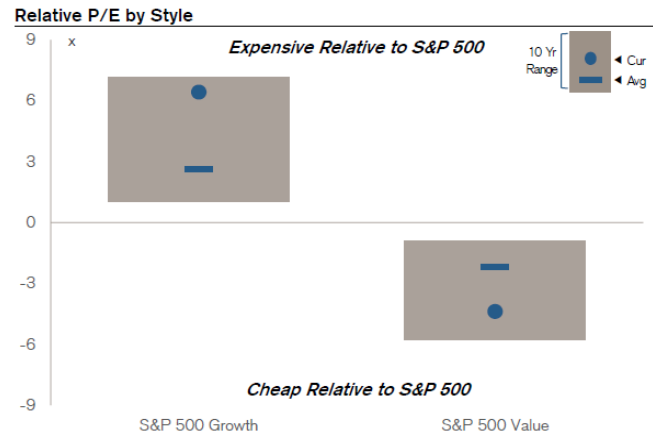 Relative P/E by Style
9
x
Expensive Relative to S&P 500
10 Yr
Range
◄ Cur
◄ Avg
6
3
0
-3
-6
-9
Cheap Relative to S&P 500
S&P 500 Growth
S&P 500 Value